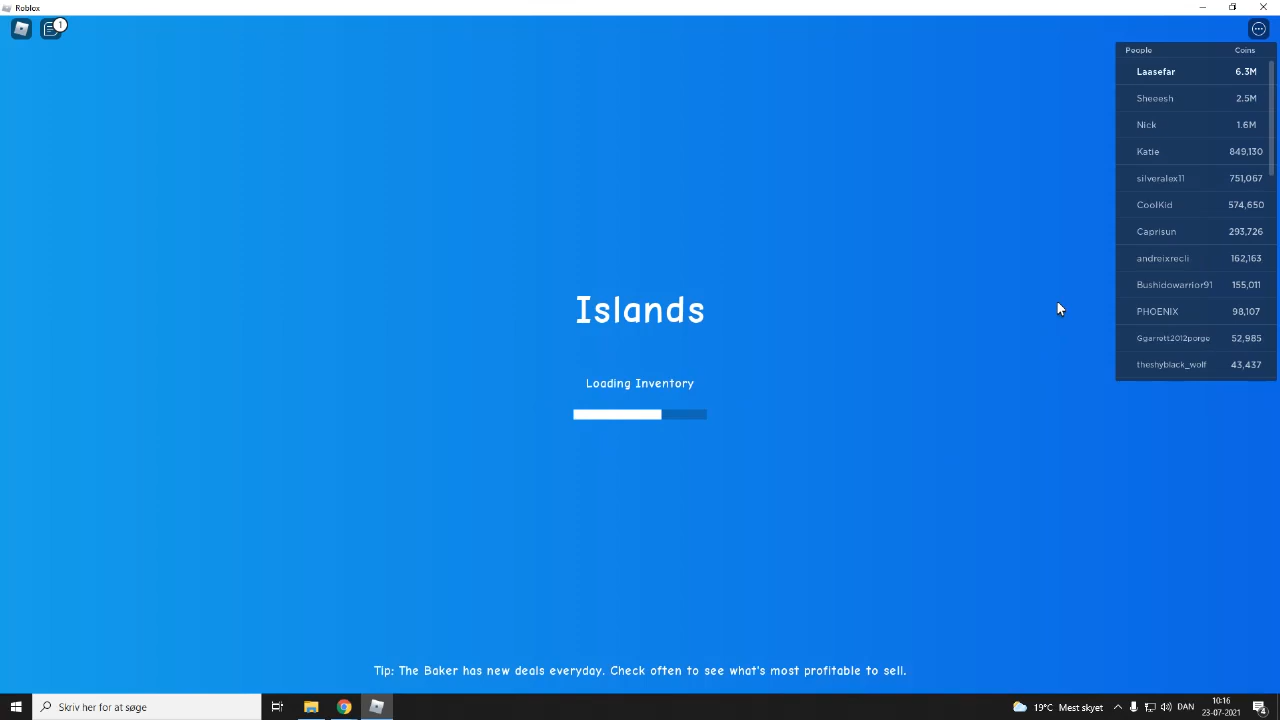 Roblox
1
People Coins
Laasefar 6.3M
Sheeesh 2.5M
Nick 1.6M
Katie 849,130
silveralex11 751,067
CoolKid 574,650
Caprisun 293,726
andreixrecli 162,163
Bushidowarrior91 155,011
PHOENIX 98,107
Ggarrett2012porge 52,985
theshyblack_wolf 43,437
Islands
Loading Inventory
Tip: The Baker has new deals everyday. Check often to see what's most profitable to sell.
Skriv her for at søge
19°C Mest skyet
DAN
10:16
23-07-2021
4